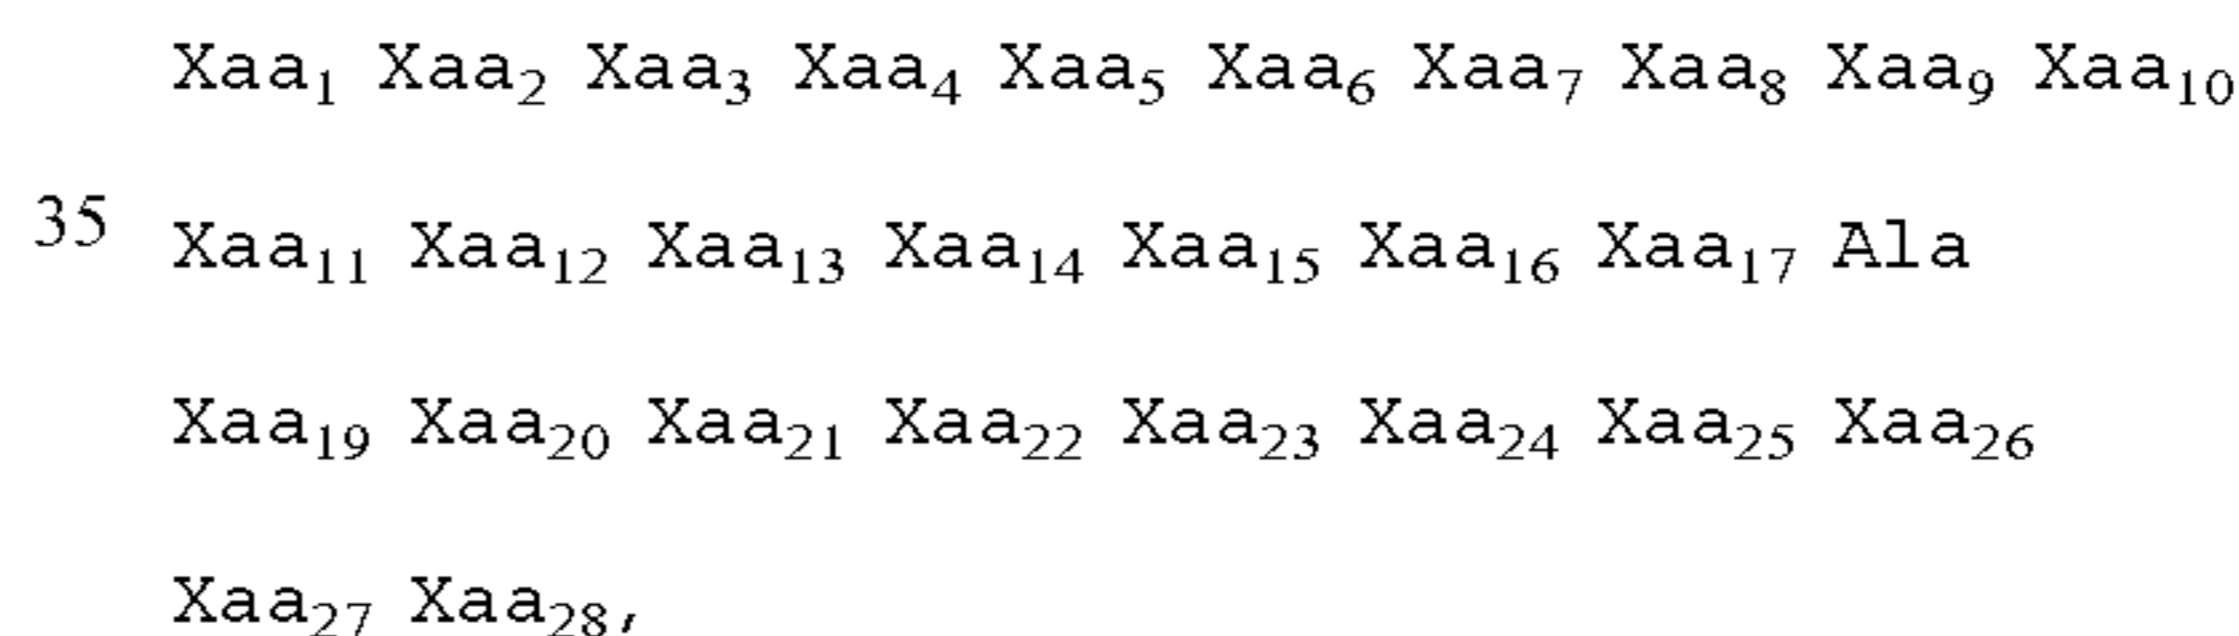 Xaa₁ Xaa₂ Xaa₃ Xaa₄ Xaa₅ Xaa₆ Xaa₇ Xaa₈ Xaa₉ Xaa₁₀
35 Xaa₁₁ Xaa₁₂ Xaa₁₃ Xaa₁₄ Xaa₁₅ Xaa₁₆ Xaa₁₇ Ala
Xaa₁₉ Xaa₂₀ Xaa₂₁ Xaa₂₂ Xaa₂₃ Xaa₂₄ Xaa₂₅ Xaa₂₆
Xaa₂₇ Xaa₂₈,